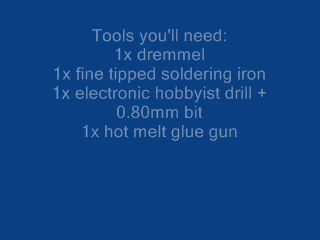 Tools you'll need:
1x dremmel
1x fine tipped soldering iron
1x electronic hobbyist drill +
0.80mm bit
1x hot melt glue gun